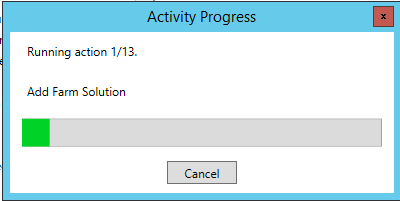 Activity Progress
x
Running action 1/13.
Add Farm Solution
Cancel